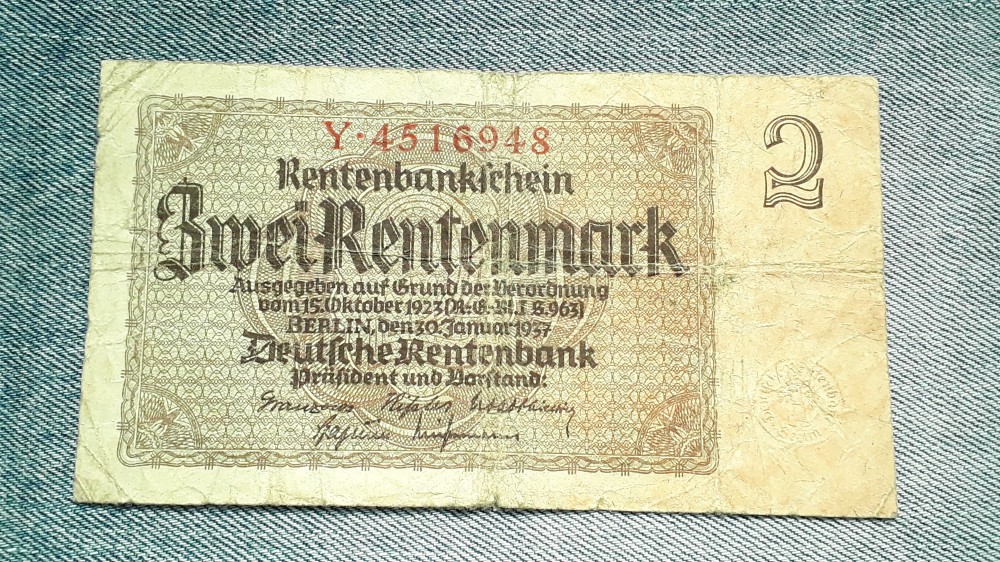 Y·4516948
2
Rentenbankschein
Zwei Rentenmark
Ausgegeben auf Grund der Verordnung
vom 15. Oktober 1923 (R.-G.-Bl. I S. 963)
BERLIN, den 30. Januar 1937
Deutsche Rentenbank
Präsident und Vorstand: